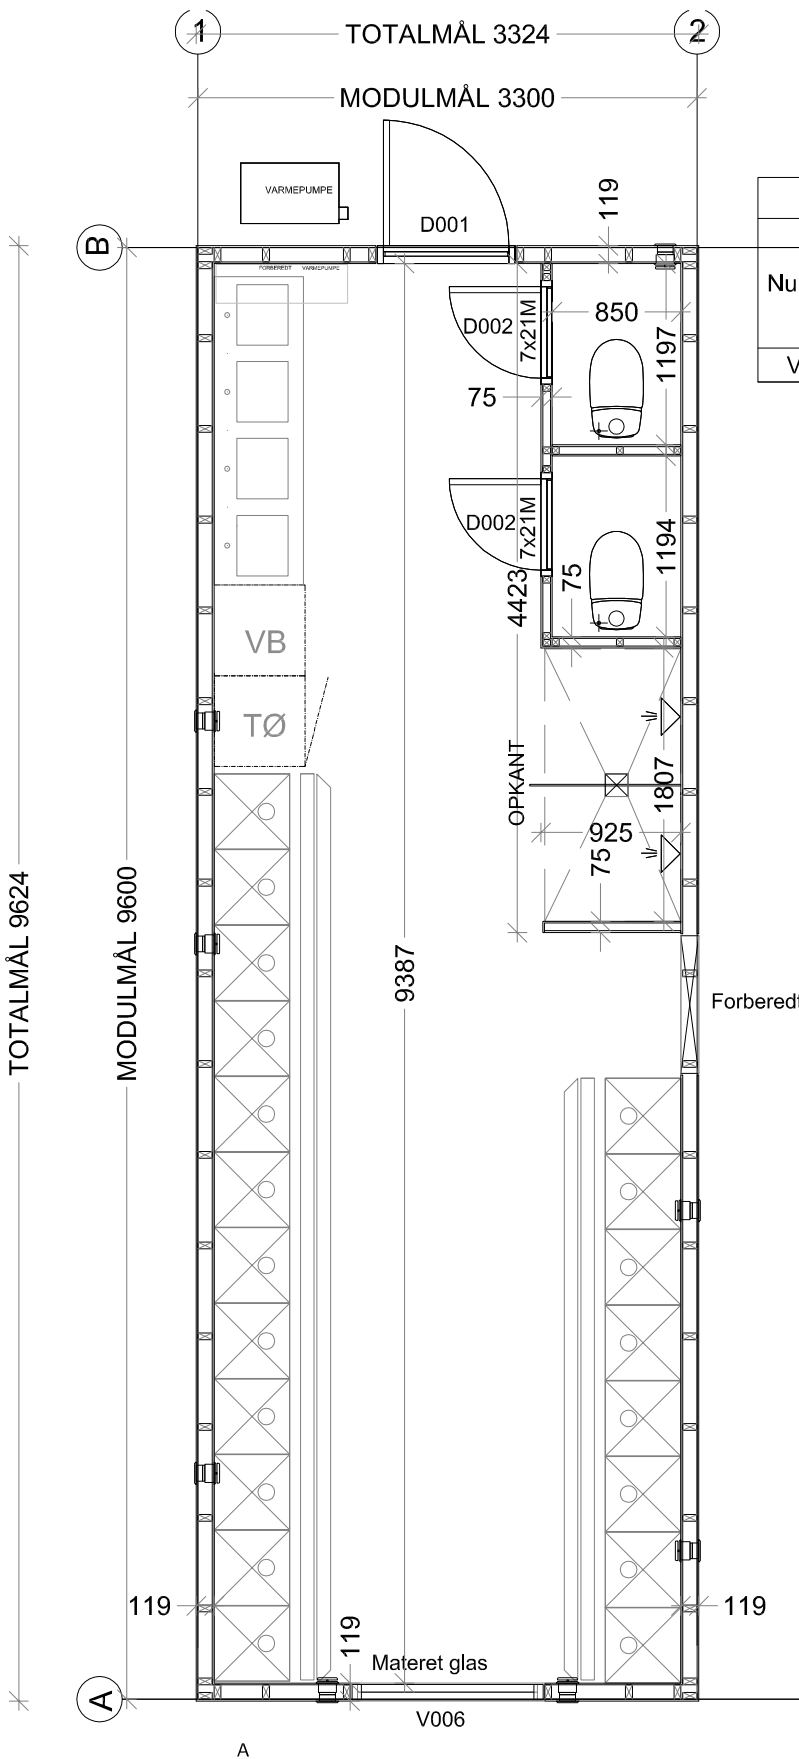 1
TOTALMÅL 3324
2
MODULMÅL 3300
VARMEPUMPE
D001
119
B
FORBEREDT VARMEPUMPE
Nu
850
D002
7x21M
1197
V
75
D002
7x21M
1194
75
4423
VB
TØ
OPKANT
1807
925
75
TOTALMÅL 9624
MODULMÅL 9600
9387
Forberedt
119
119
119
Materet glas
A
V006
A